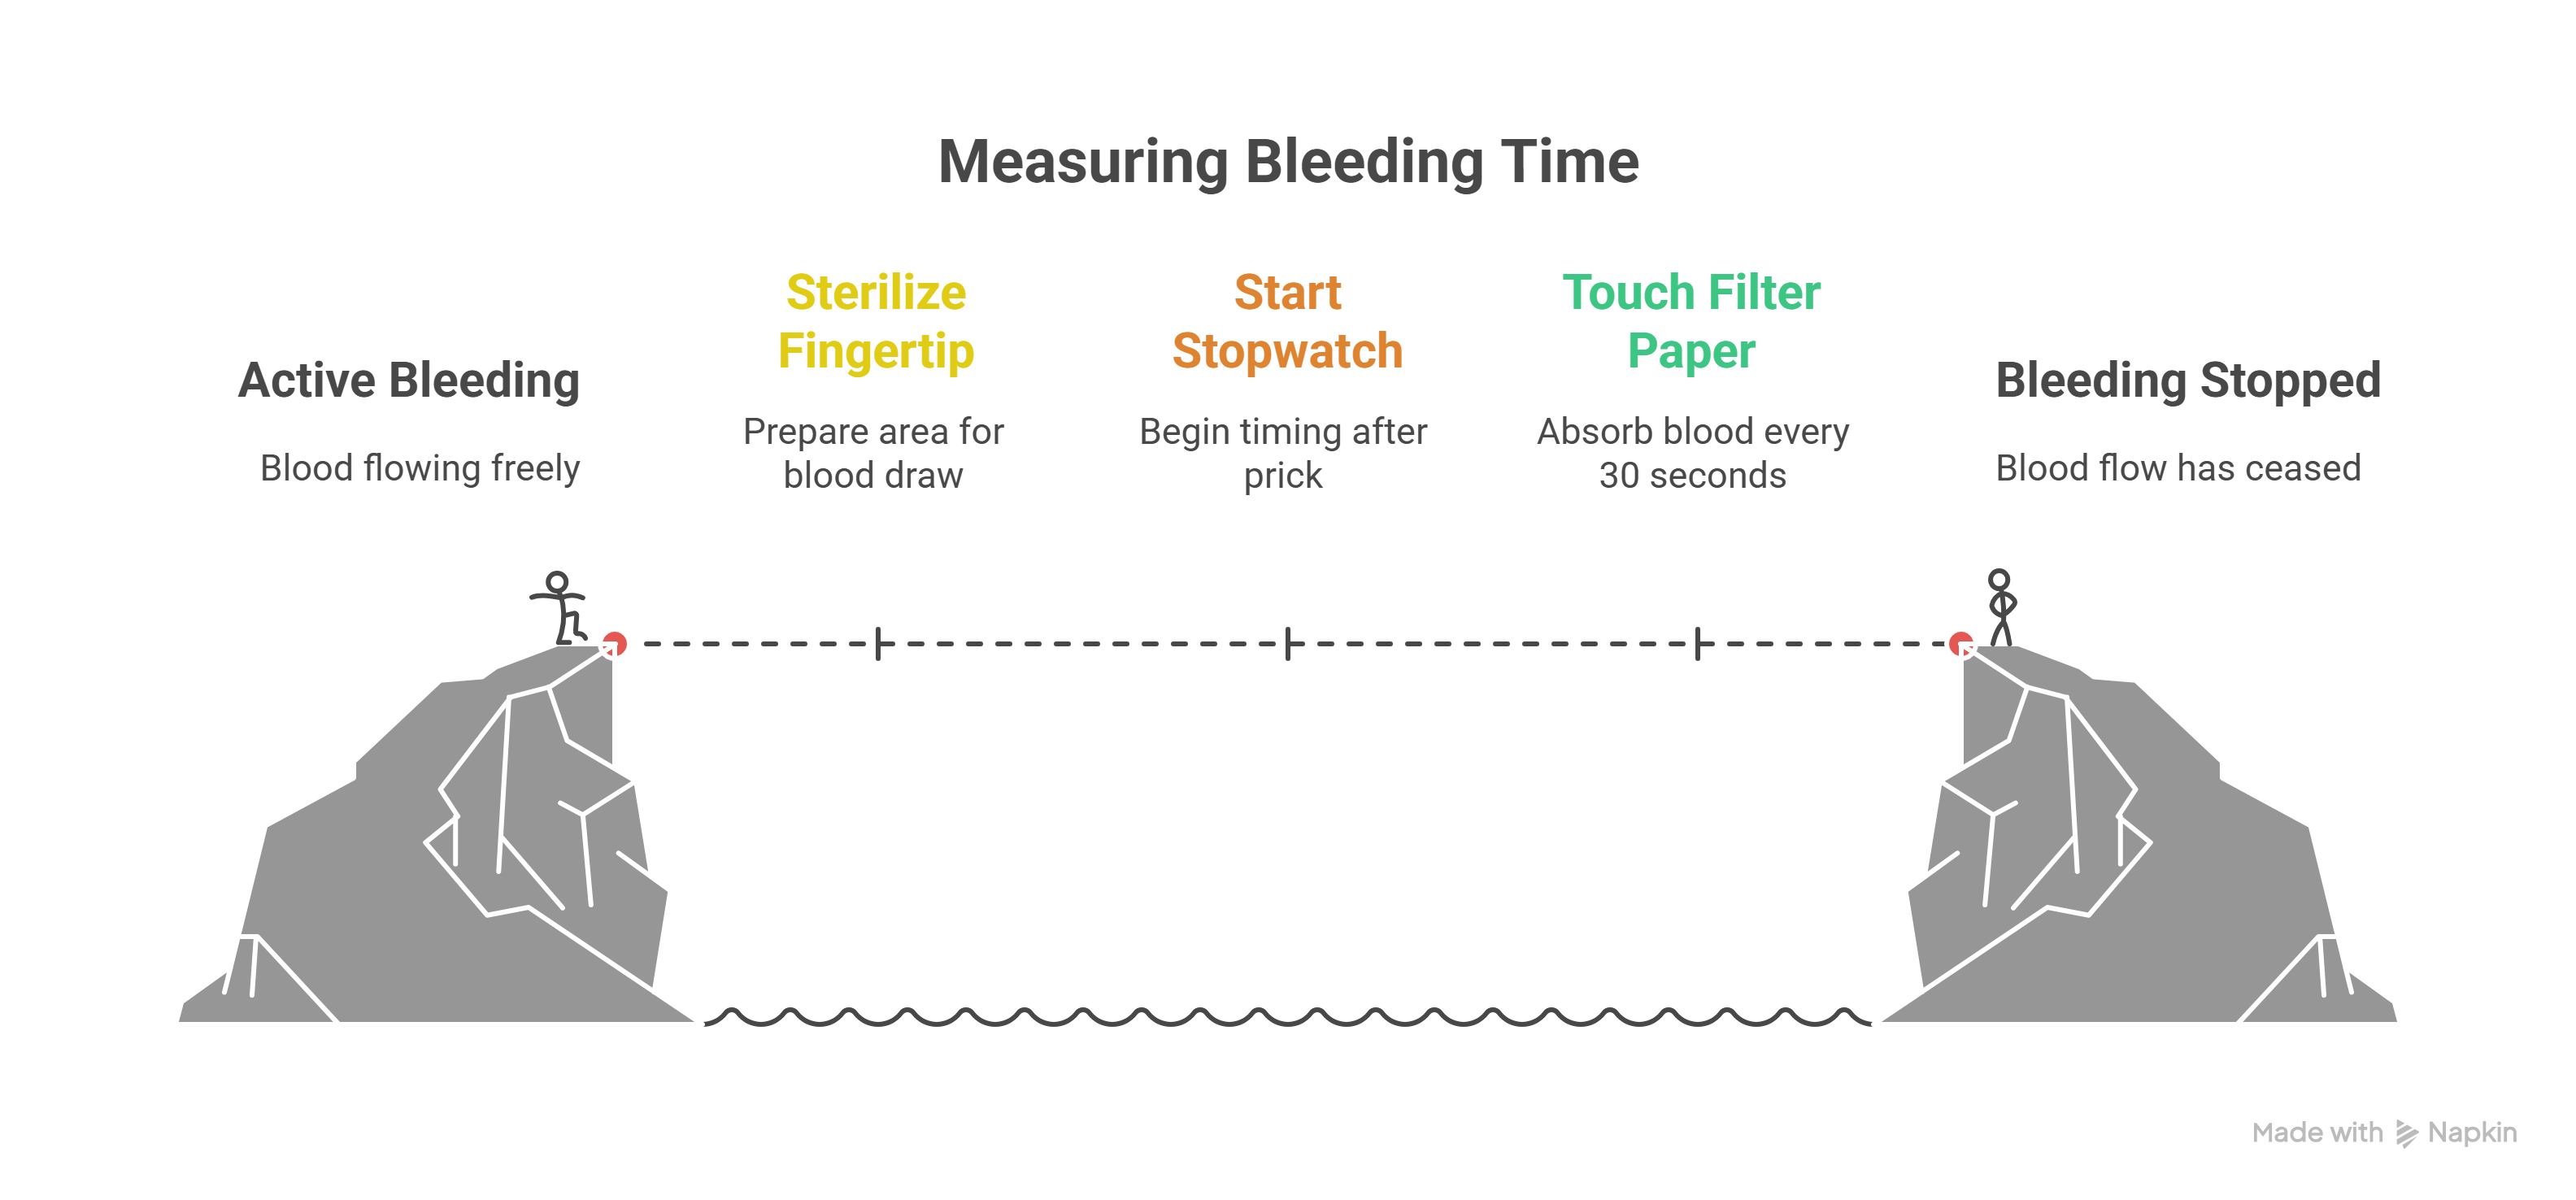 Measuring Bleeding Time
Active Bleeding
Blood flowing freely
Sterilize
Fingertip
Prepare area for
blood draw
Start
Stopwatch
Begin timing after
prick
Touch Filter
Paper
Absorb blood every
30 seconds
Bleeding Stopped
Blood flow has ceased
Made with Napkin